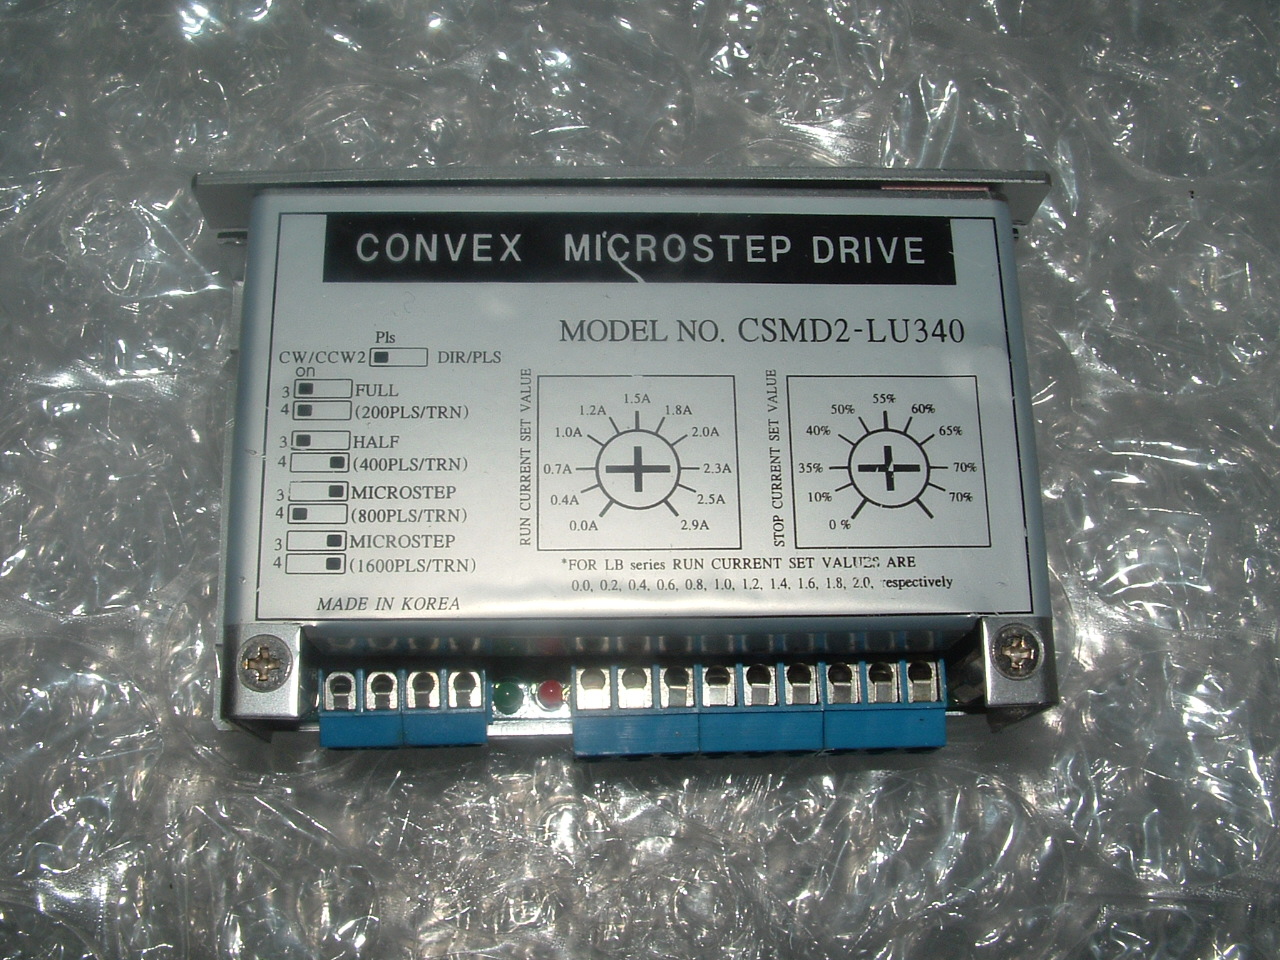 CONVEX MICROSTEP DRIVE
MODEL NO. CSMD2-LU340
Pls
CW/CCW2 DIR/PLS
on
3 FULL
4 (200PLS/TRN)
3 HALF
4 (400PLS/TRN)
3 MICROSTEP
4 (800PLS/TRN)
3 MICROSTEP
4 (1600PLS/TRN)
MADE IN KOREA
RUN CURRENT SET VALUE
0.0A
0.4A
0.7A
1.0A
1.2A
1.5A
1.8A
2.0A
2.3A
2.5A
2.9A
STOP CURRENT SET VALUE
0 %
10%
35%
40%
50%
55%
60%
65%
70%
70%
*FOR LB series RUN CURRENT SET VALUES ARE
0.0, 0.2, 0.4, 0.6, 0.8, 1.0, 1.2, 1.4, 1.6, 1.8, 2.0, respectively